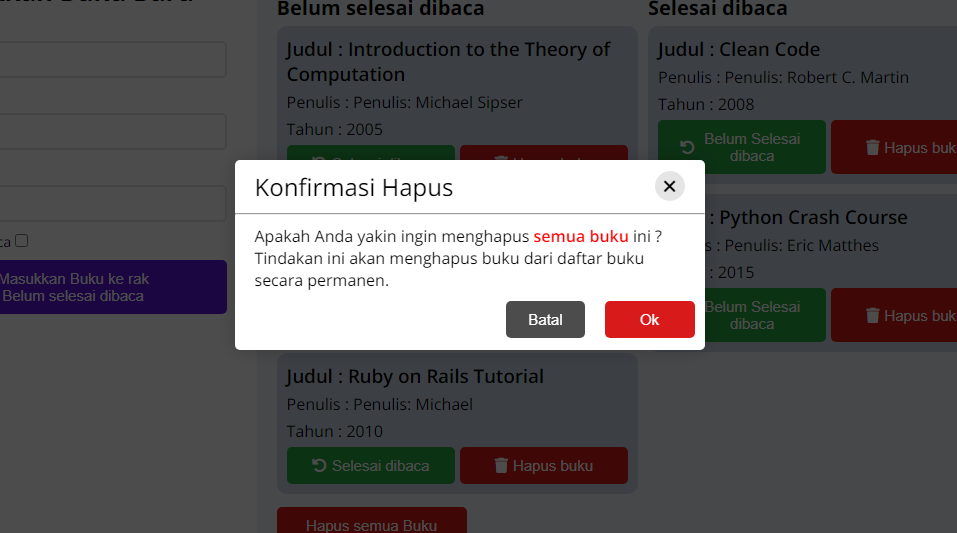 Belum selesai dibaca
Judul : Introduction to the Theory of
Computation
Penulis : Penulis: Michael Sipser
Tahun : 2005
Selesai dibaca
Judul : Clean Code
Penulis : Penulis: Robert C. Martin
Tahun : 2008
Belum Selesai
dibaca
Hapus buk
: Python Crash Course
: Penulis: Eric Matthes
: 2015
Belum Selesai
dibaca
Hapus buk
Masukkan Buku ke rak
Belum selesai dibaca
Konfirmasi Hapus
Apakah Anda yakin ingin menghapus semua buku ini ?
Tindakan ini akan menghapus buku dari daftar buku
secara permanen.
Batal
Ok
Judul : Ruby on Rails Tutorial
Penulis : Penulis: Michael
Tahun : 2010
Selesai dibaca
Hapus buku
Hapus semua Buku